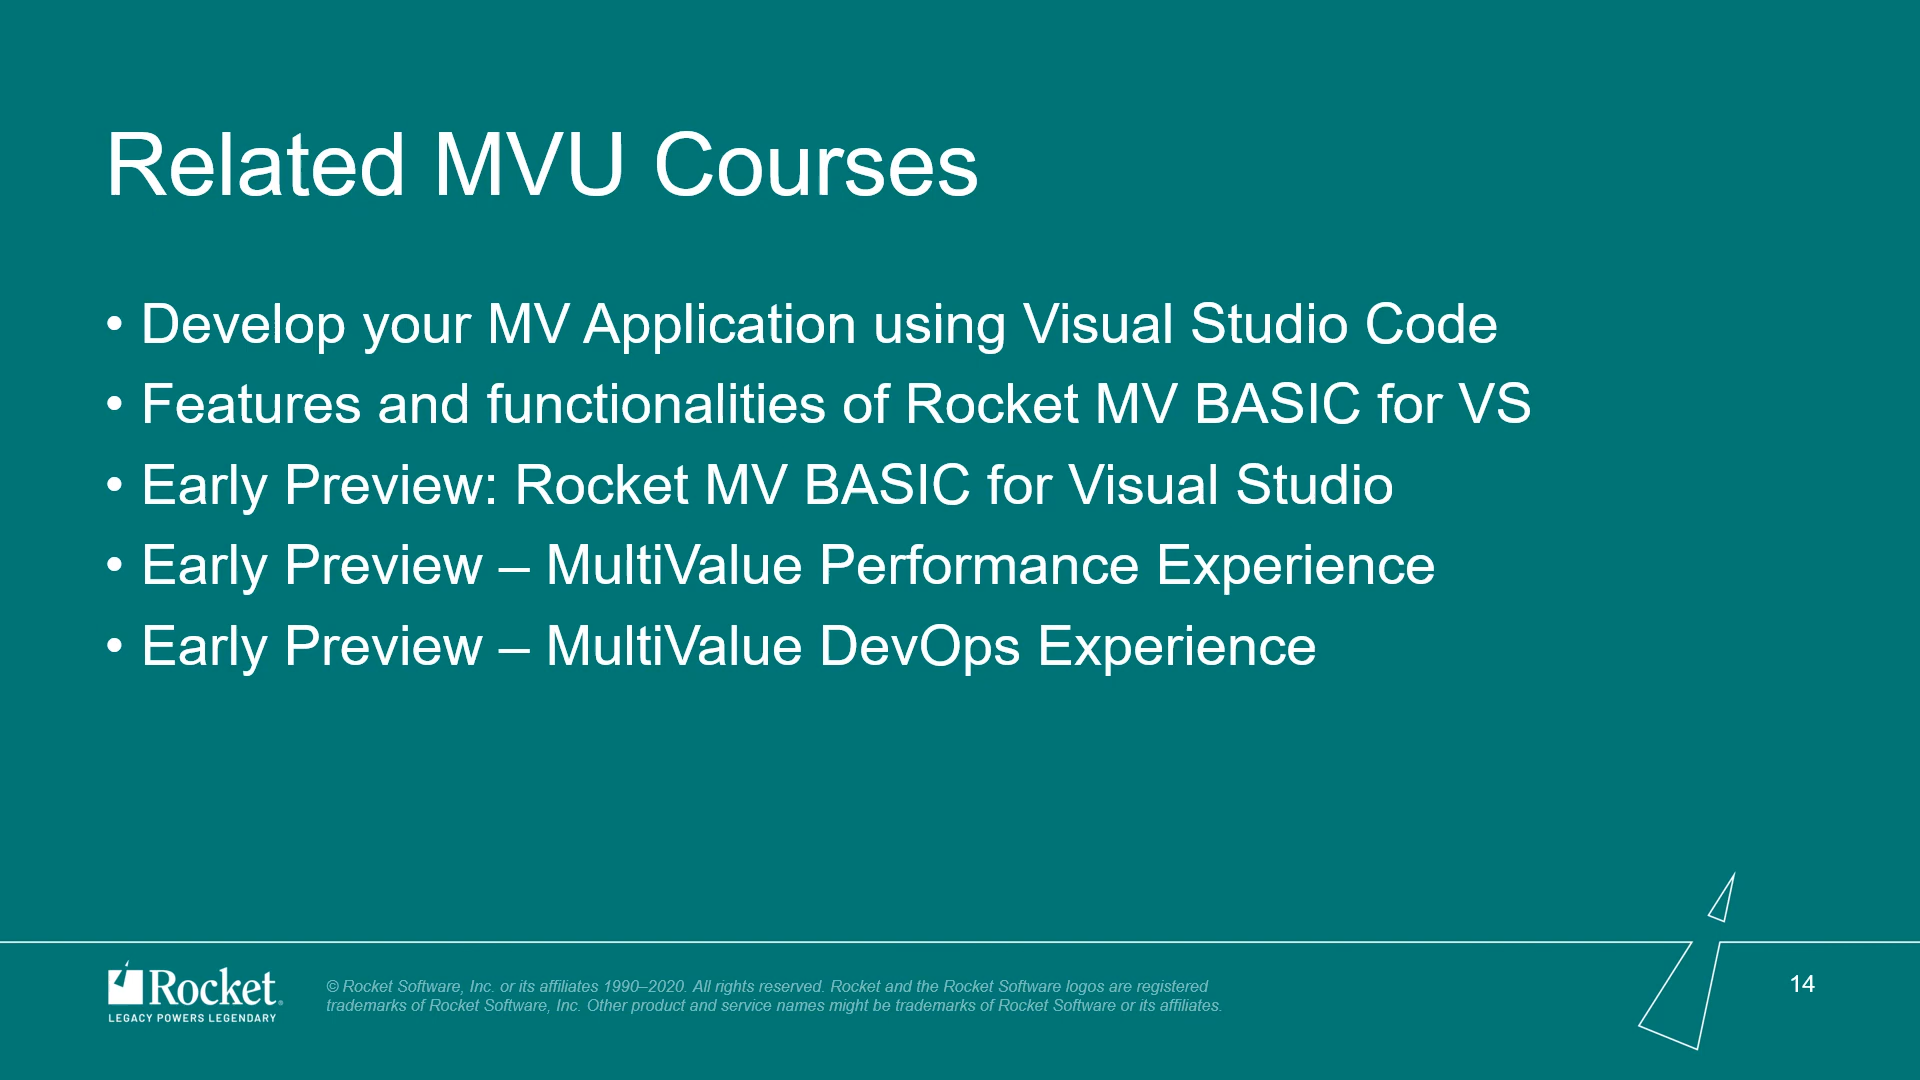 Related MVU Courses
• Develop your MV Application using Visual Studio Code
• Features and functionalities of Rocket MV BASIC for VS
• Early Preview: Rocket MV BASIC for Visual Studio
• Early Preview – MultiValue Performance Experience
• Early Preview – MultiValue DevOps Experience
Rocket®
LEGACY POWERS LEGENDARY
© Rocket Software, Inc. or its affiliates 1990–2020. All rights reserved. Rocket and the Rocket Software logos are registered
trademarks of Rocket Software, Inc. Other product and service names might be trademarks of Rocket Software or its affiliates.
14